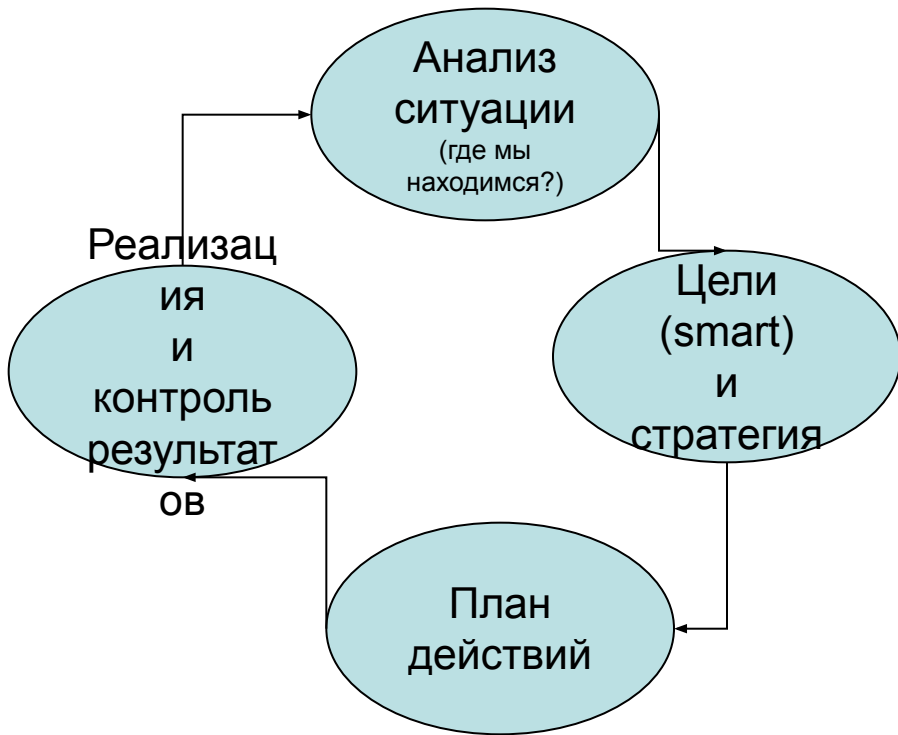 Анализ
ситуации
(где мы
находимся?)
Цели
(smart)
и
стратегия
План
действий
Реализац
ия
и
контроль
результат
ов